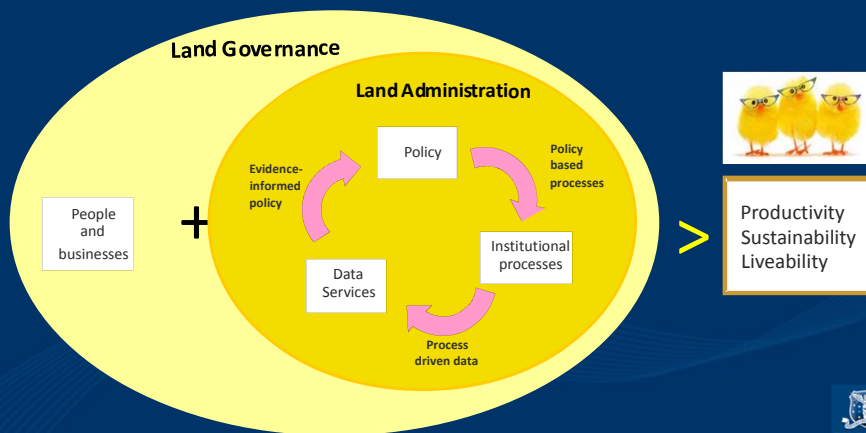 Land Governance
Land Administration
Policy
Evidence-
informed
policy
Policy
based
processes
People
and
businesses
+
Institutional
processes
Data
Services
Process
driven data
>
Productivity
Sustainability
Liveability